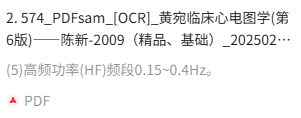 2. 574_PDFsam_[OCR]_黄宛临床心电图学(第
6版)——陈新-2009（精品、基础）_202502…
(5)高频功率(HF)频段0.15~0.4Hz。
PDF